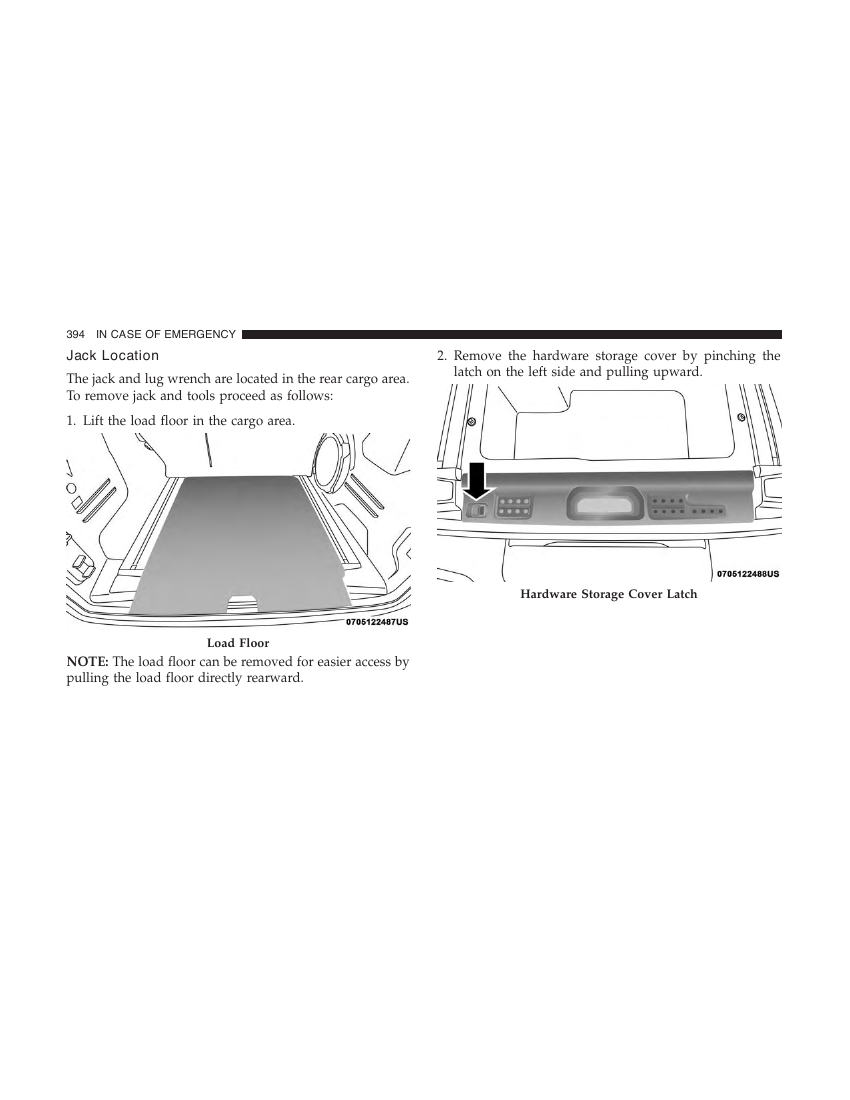 394 IN CASE OF EMERGENCY
Jack Location
The jack and lug wrench are located in the rear cargo area.
To remove jack and tools proceed as follows:
1. Lift the load floor in the cargo area.
0705122487US
Load Floor
NOTE: The load floor can be removed for easier access by
pulling the load floor directly rearward.
2. Remove the hardware storage cover by pinching the
latch on the left side and pulling upward.
0705122488US
Hardware Storage Cover Latch